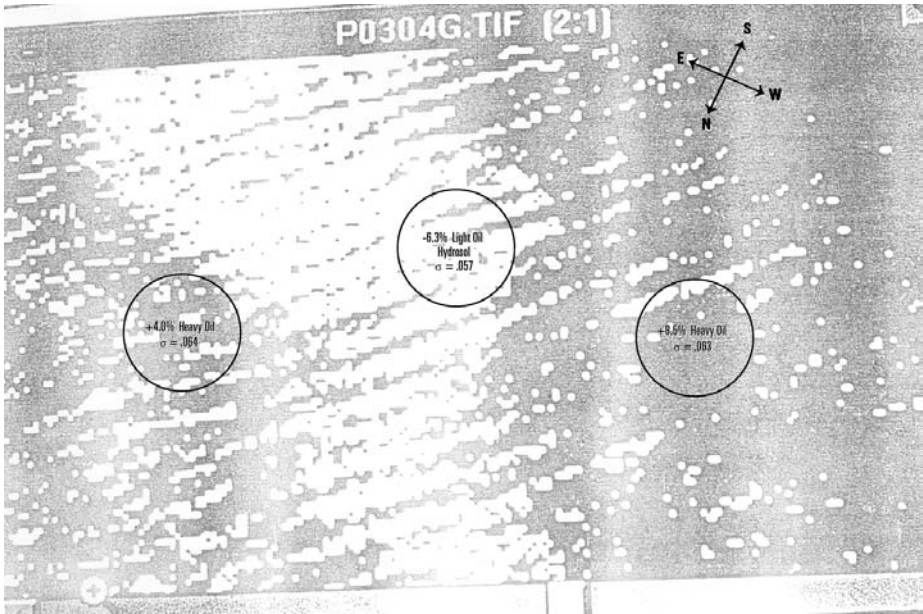 P0304G.TIF (2:1)
S
E
W
N
-6.3% Light Oil
Hydrosol
σ = .057
+4.0% Heavy Oil
σ = .064
+8.5% Heavy Oil
σ = .063